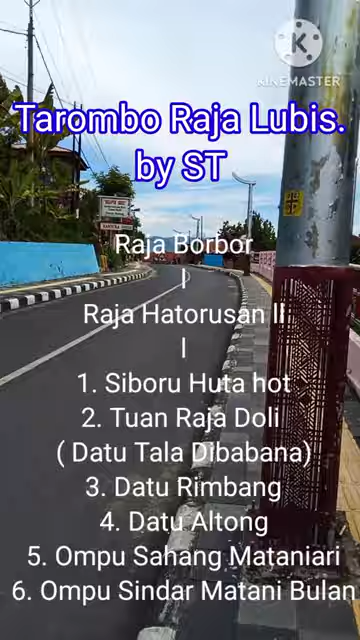 KINEMASTER
Tarombo Raja Lubis.
by ST
Raja Borbor
I
Raja Hatorusan II
I
1. Siboru Huta hot
2. Tuan Raja Doli
( Datu Tala Dibabana)
3. Datu Rimbang
4. Datu Altong
5. Ompu Sahang Mataniari
6. Ompu Sindar Matani Bulan